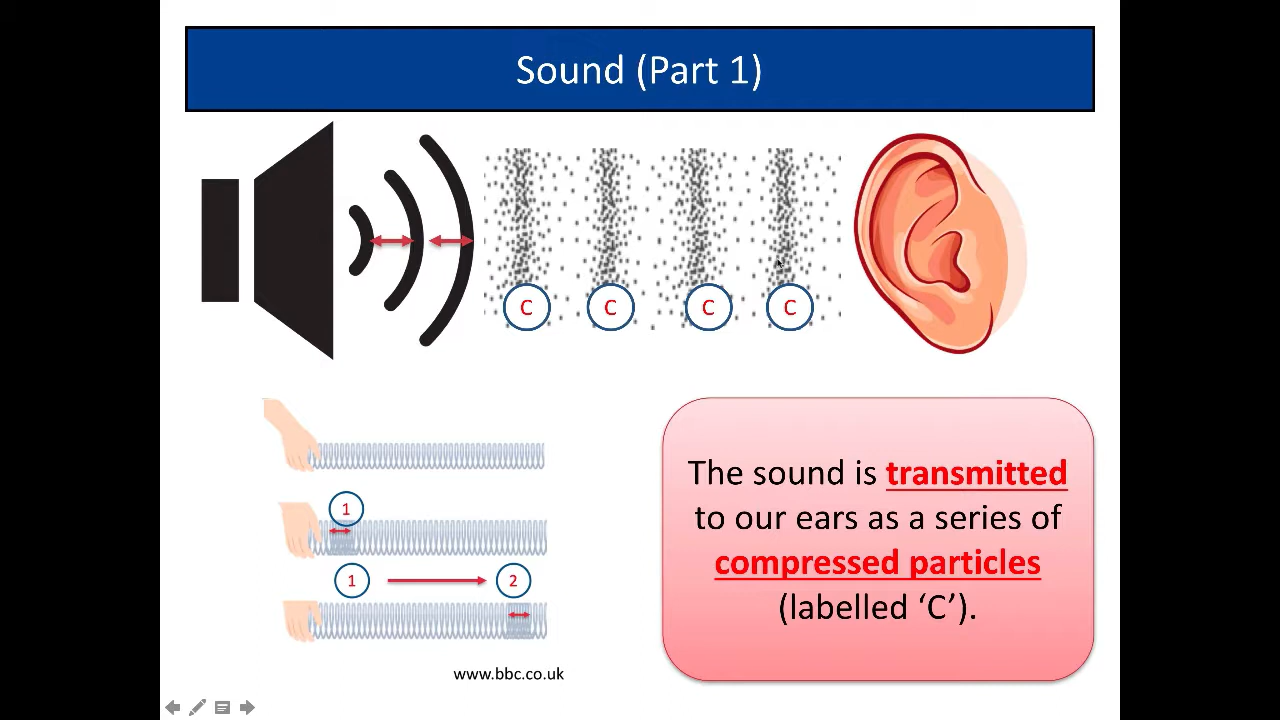 Sound (Part 1)
C C C C
1
1 2
The sound is transmitted
to our ears as a series of
compressed particles
(labelled ‘C’).
www.bbc.co.uk